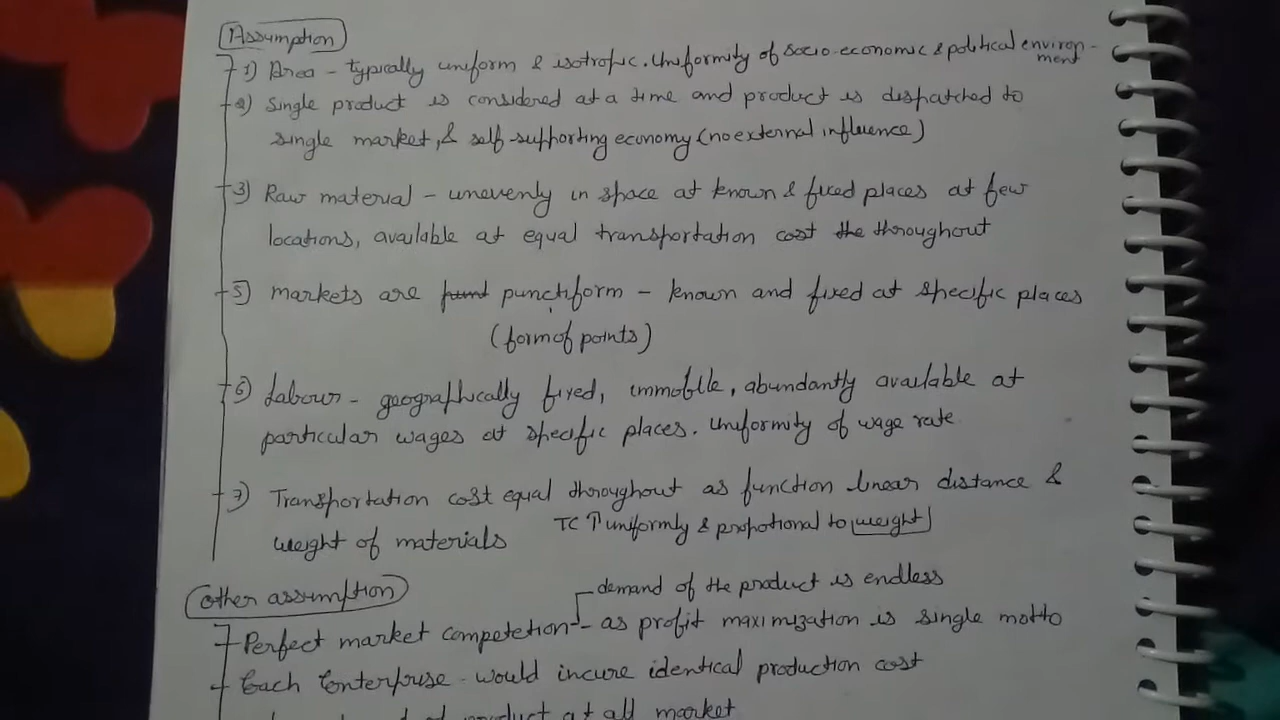 Assumption
1) Area - typically uniform & isotropic. Uniformity of socio-economic & political environ-
ment
2) Single product is considered at a time and product is dispatched to
single market, & self-supporting economy (no external influence)
3) Raw material - unevenly in space at known & fixed places at few
locations, available at equal transportation cost the throughout
5) markets are punctiform - known and fixed at specific places
(form of points)
6) Labour - geographically fixed, immobile, abundantly available at
particular wages at specific places. Uniformity of wage rate
7) Transportation cost equal throughout as function linear distance &
weight of materials TC ↑ uniformly & propotional to (weight)
Other assumption
demand of the product is endless
Perfect market competetion - as profit maximization is single motto
Each Enterprise - would incure identical production cost
product at all market